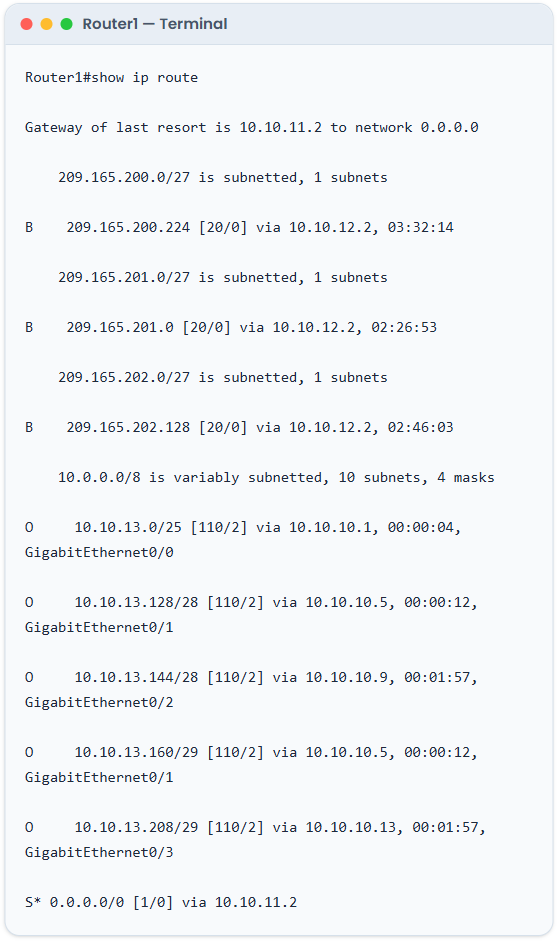 Router1 — Terminal
Router1#show ip route
Gateway of last resort is 10.10.11.2 to network 0.0.0.0
209.165.200.0/27 is subnetted, 1 subnets
B    209.165.200.224 [20/0] via 10.10.12.2, 03:32:14
209.165.201.0/27 is subnetted, 1 subnets
B    209.165.201.0 [20/0] via 10.10.12.2, 02:26:53
209.165.202.0/27 is subnetted, 1 subnets
B    209.165.202.128 [20/0] via 10.10.12.2, 02:46:03
10.0.0.0/8 is variably subnetted, 10 subnets, 4 masks
O     10.10.13.0/25 [110/2] via 10.10.10.1, 00:00:04,
GigabitEthernet0/0
O     10.10.13.128/28 [110/2] via 10.10.10.5, 00:00:12,
GigabitEthernet0/1
O     10.10.13.144/28 [110/2] via 10.10.10.9, 00:01:57,
GigabitEthernet0/2
O     10.10.13.160/29 [110/2] via 10.10.10.5, 00:00:12,
GigabitEthernet0/1
O     10.10.13.208/29 [110/2] via 10.10.10.13, 00:01:57,
GigabitEthernet0/3
S* 0.0.0.0/0 [1/0] via 10.10.11.2